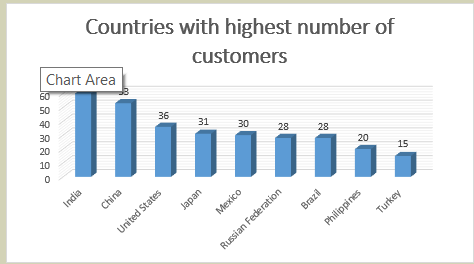 Countries with highest number of
customers
Chart Area
60
50
40
30
20
10
0
36
31
30
28
28
20
15
India
China
United States
Japan
Mexico
Russian Federation
Brazil
Philippines
Turkey